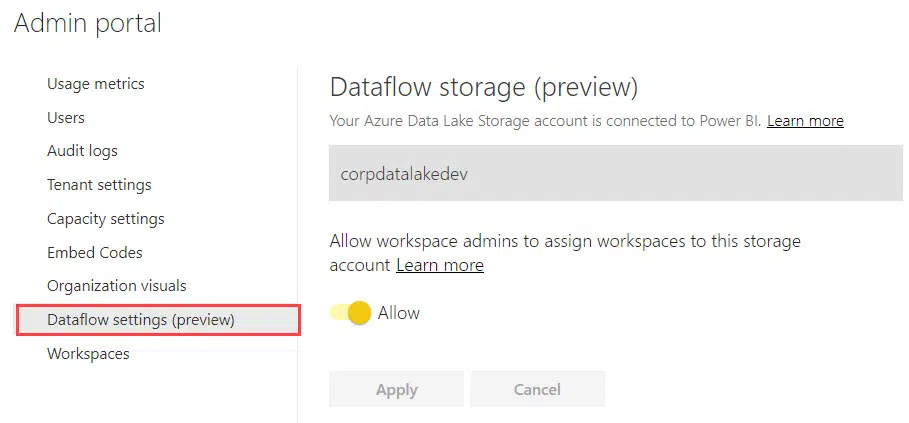 Admin portal
Usage metrics
Users
Audit logs
Tenant settings
Capacity settings
Embed Codes
Organization visuals
Dataflow settings (preview)
Workspaces
Dataflow storage (preview)
Your Azure Data Lake Storage account is connected to Power BI. Learn more
corpdatalakedev
Allow workspace admins to assign workspaces to this storage
account Learn more
Allow
Apply
Cancel